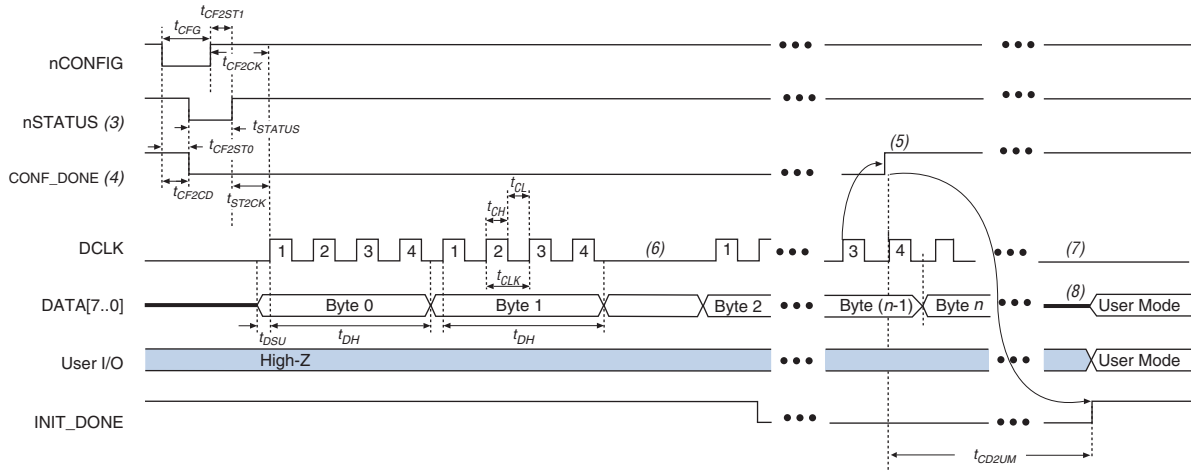 tCF2ST1
tCFG
nCONFIG
tCF2CK
nSTATUS (3)
tSTATUS
tCF2ST0
(5)
CONF_DONE (4)
tCF2CD
tST2CK
tCL
tCH
DCLK
1 2 3 4 1 2 3 4 (6) 1 3 4 (7)
tCLK
(8)
DATA[7..0] Byte 0 Byte 1 Byte 2 Byte (n-1) Byte n User Mode
tDSU tDH tDH
User I/O High-Z User Mode
INIT_DONE
tCD2UM